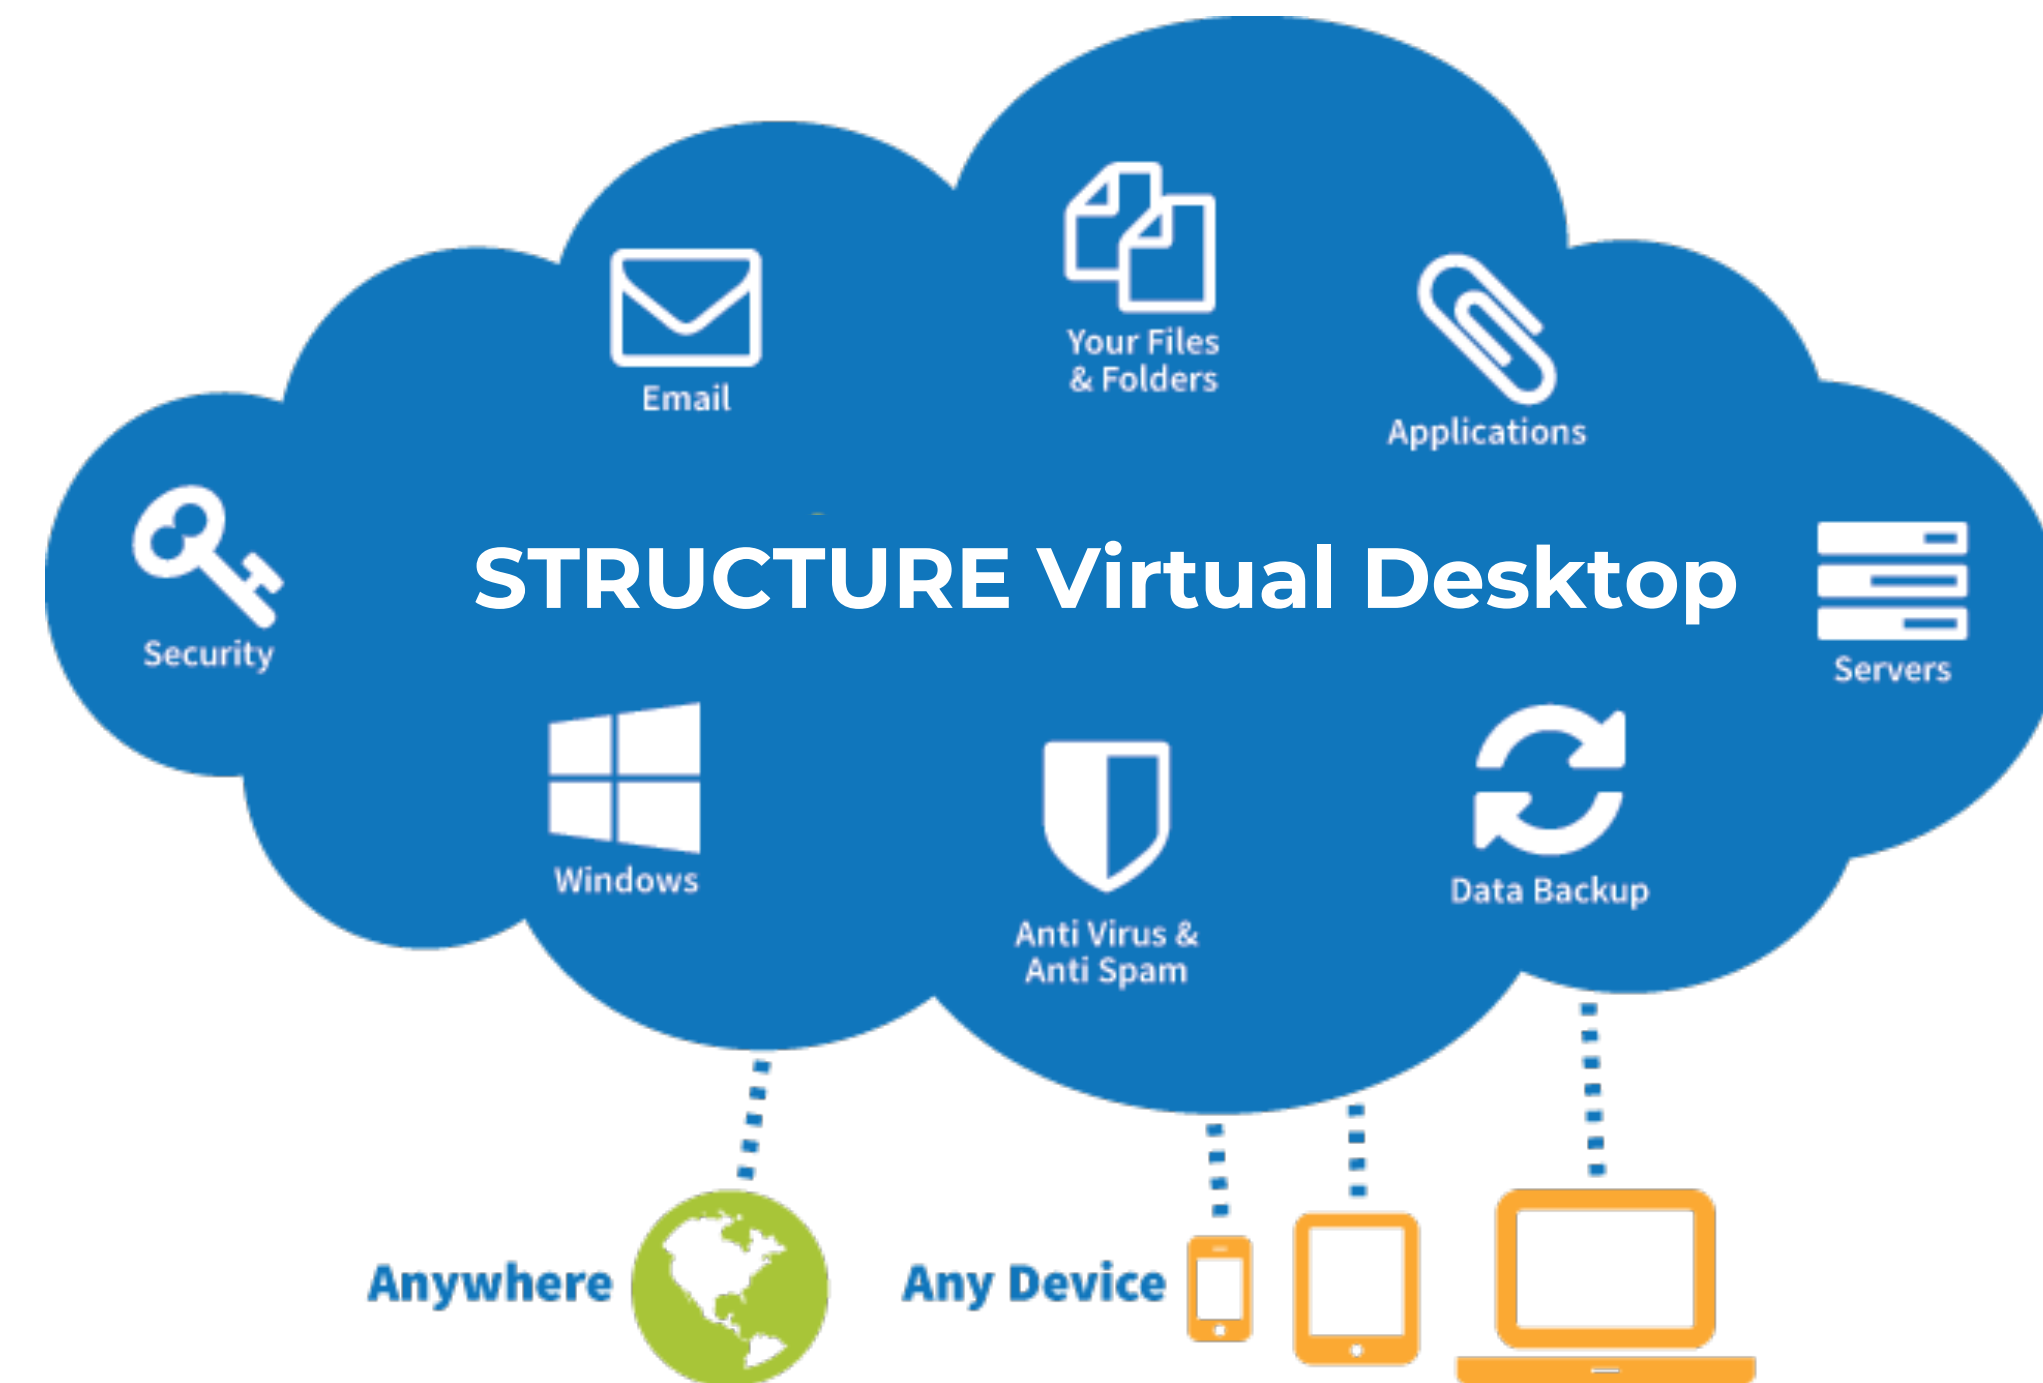 Your Files
& Folders
Email
Applications
STRUCTURE Virtual Desktop
Security
Servers
Windows
Data Backup
Anti Virus &
Anti Spam
Anywhere
Any Device